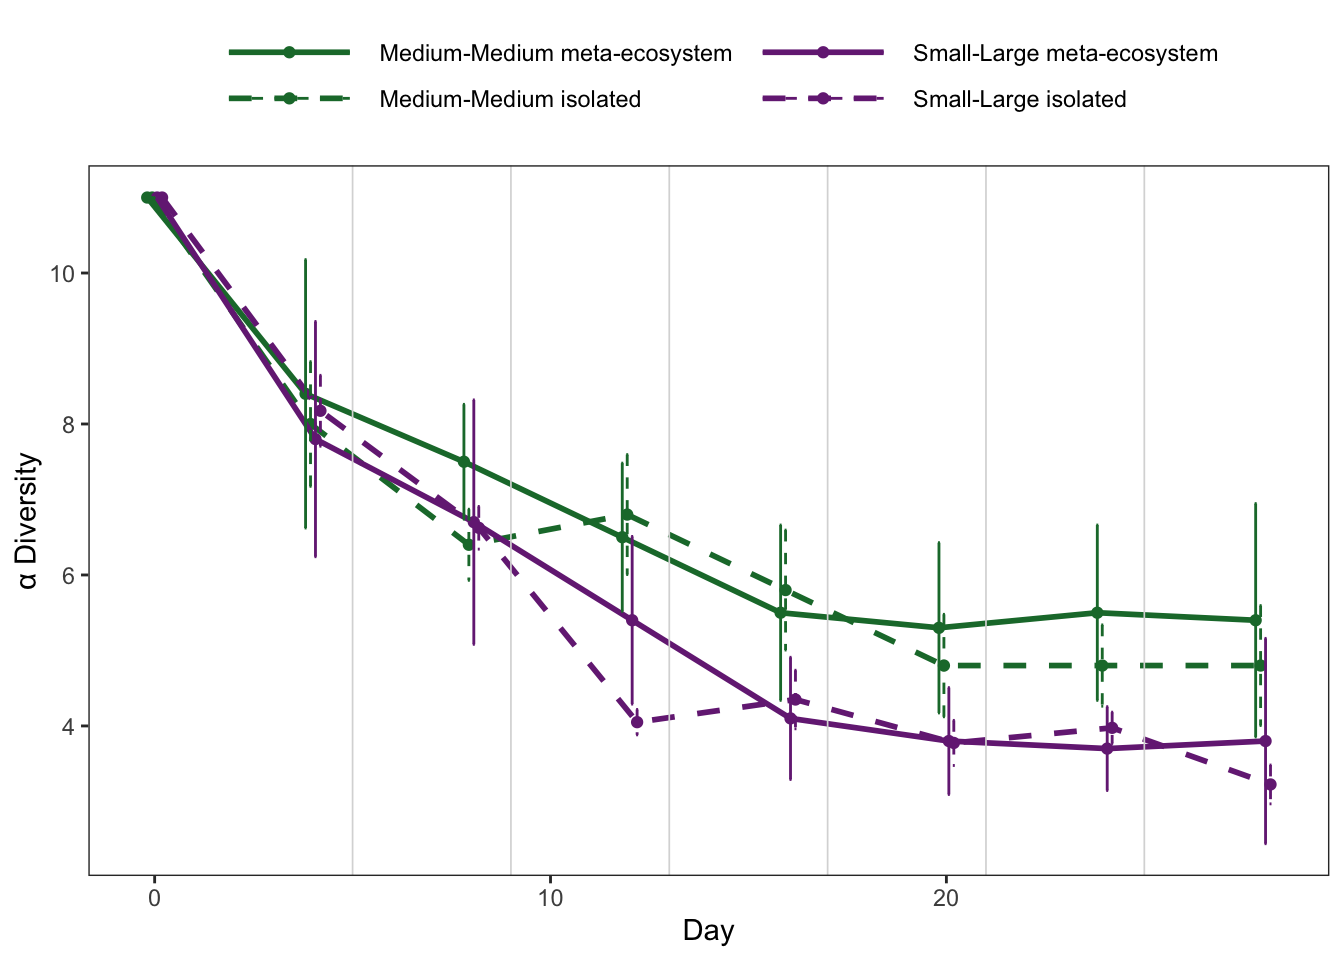 Medium-Medium meta-ecosystem Small-Large meta-ecosystem
Medium-Medium isolated Small-Large isolated
10
8
6
4
α Diversity
0 10 20
Day